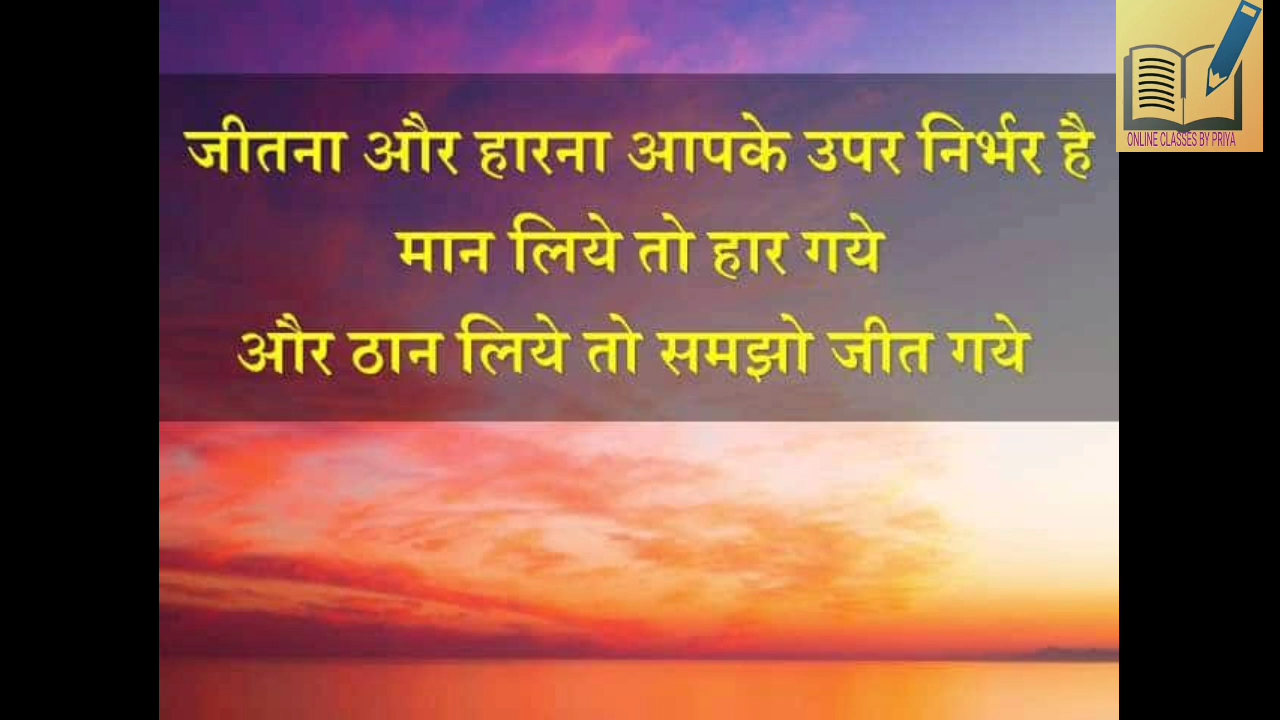 जीतना और हारना आपके उपर निर्भर है
मान लिये तो हार गये
और ठान लिये तो समझो जीत गये
ONLINE CLASSES BY PRIYA